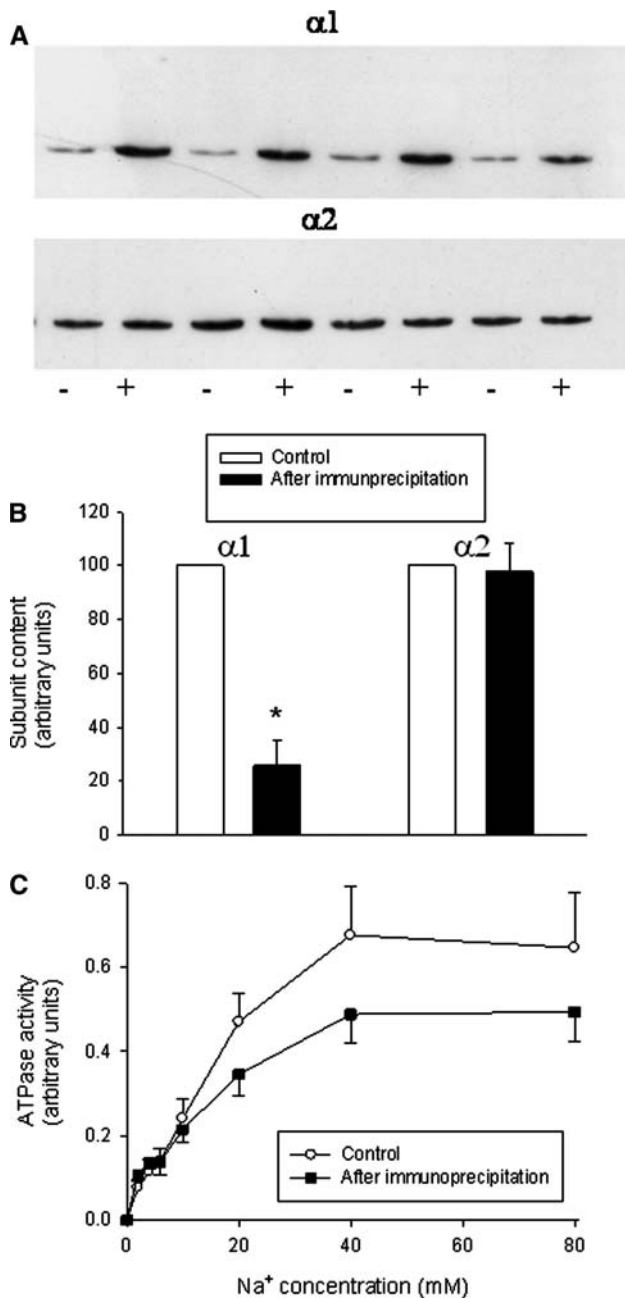 A
α1
α2
- + - + - + - +
Control
After immunprecipitation
B
Subunit content
(arbitrary units)
120
100
80
60
40
20
0
α1
α2
*
C
ATPase activity
(arbitrary units)
0.8
0.6
0.4
0.2
0.0
Control
After immunoprecipitation
0 20 40 60 80
Na⁺ concentration (mM)